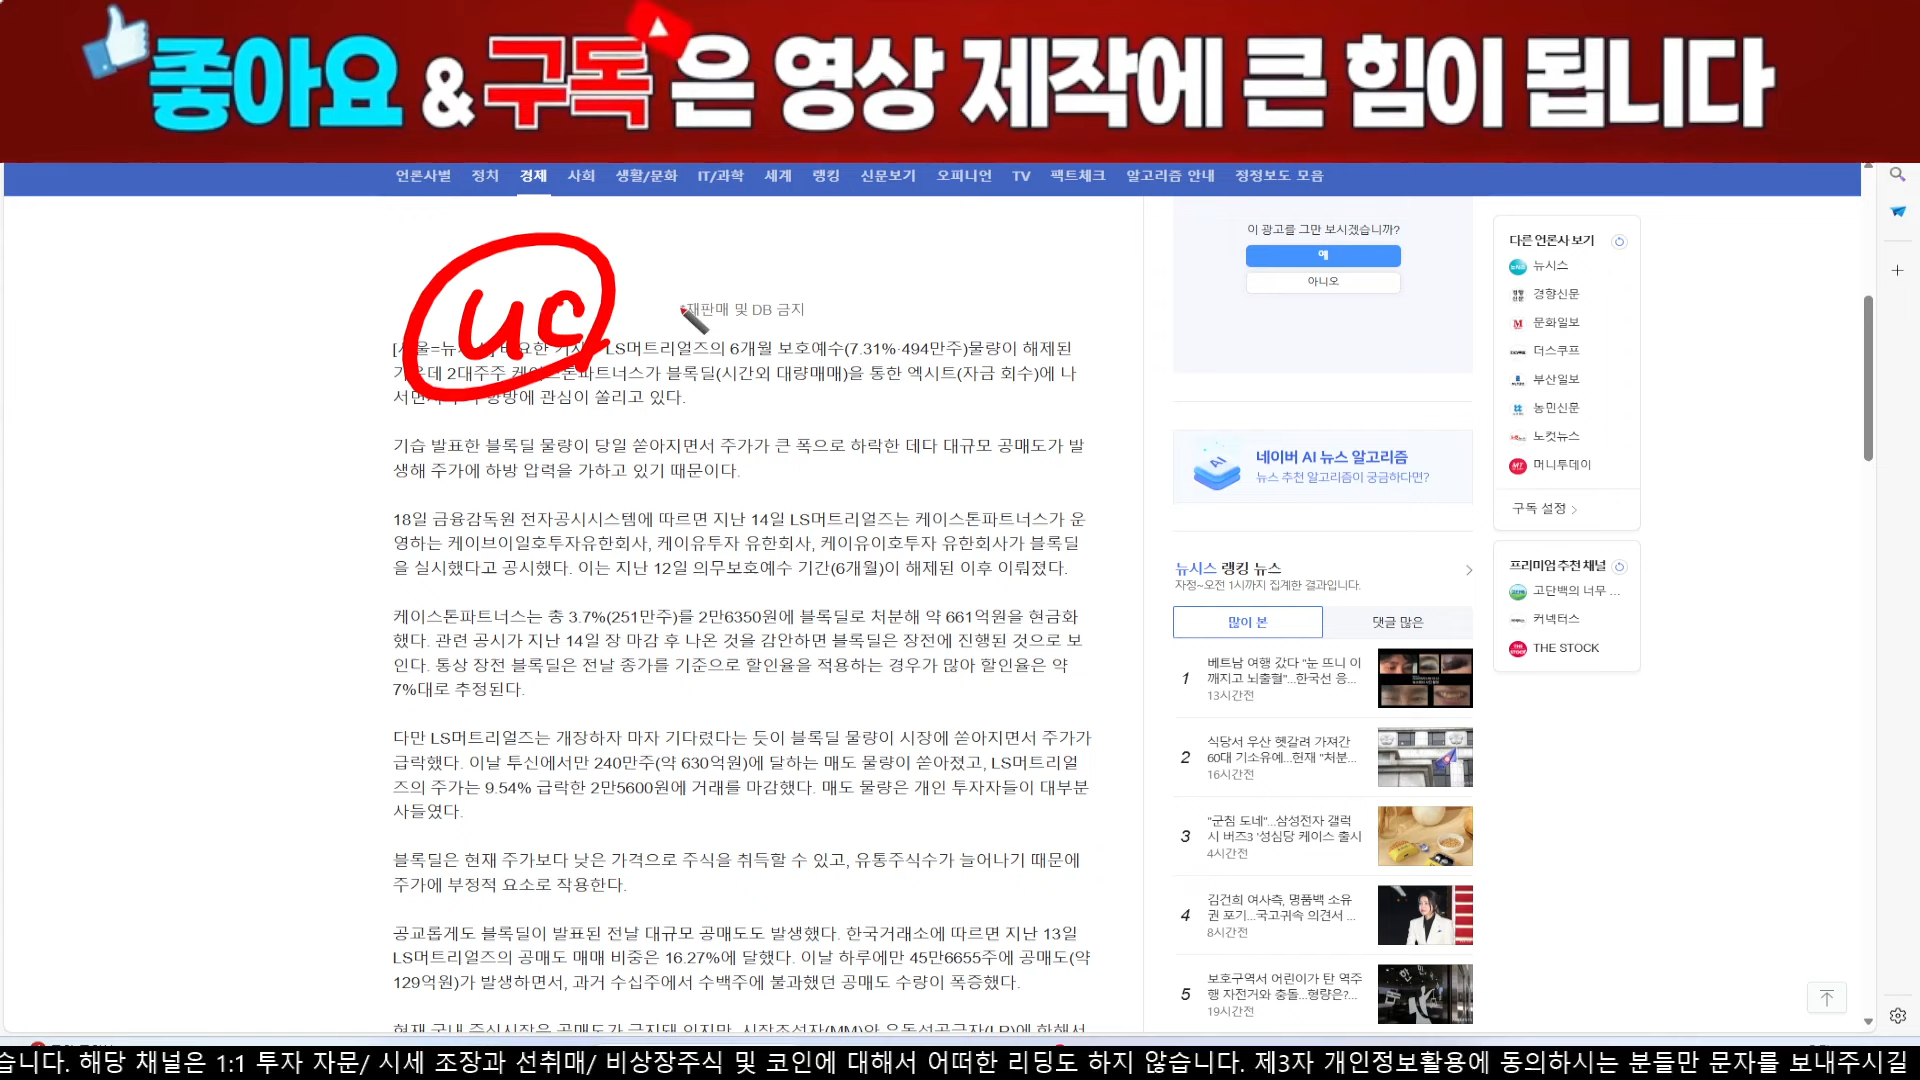 좋아요 & 구독은 영상 제작에 큰 힘이 됩니다
언론사별 정치 경제 사회 생활/문화 IT/과학 세계 랭킹 신문보기 오피니언 TV 팩트체크 알고리즘 안내 정정보도 모음
uc
재판매 및 DB 금지
LS머트리얼즈의 6개월 보호예수(7.31%·494만주)물량이 해제된
2대주주 케이스톤파트너스가 블록딜(시간외 대량매매)을 통한 엑시트(자금 회수)에 나
향방에 관심이 쏠리고 있다.
기습 발표한 블록딜 물량이 당일 쏟아지면서 주가가 큰 폭으로 하락한 데다 대규모 공매도가 발
생해 주가에 하방 압력을 가하고 있기 때문이다.
18일 금융감독원 전자공시시스템에 따르면 지난 14일 LS머트리얼즈는 케이스톤파트너스가 운
영하는 케이브이일호투자유한회사, 케이유투자 유한회사, 케이유이호투자 유한회사가 블록딜
을 실시했다고 공시했다. 이는 지난 12일 의무보호예수 기간(6개월)이 해제된 이후 이뤄졌다.
케이스톤파트너스는 총 3.7%(251만주)를 2만6350원에 블록딜로 처분해 약 661억원을 현금화
했다. 관련 공시가 지난 14일 장 마감 후 나온 것을 감안하면 블록딜은 장전에 진행된 것으로 보
인다. 통상 장전 블록딜은 전날 종가를 기준으로 할인율을 적용하는 경우가 많아 할인율은 약
7%대로 추정된다.
다만 LS머트리얼즈는 개장하자 마자 기다렸다는 듯이 블록딜 물량이 시장에 쏟아지면서 주가가
급락했다. 이날 투신에서만 240만주(약 630억원)에 달하는 매도 물량이 쏟아졌고, LS머트리얼
즈의 주가는 9.54% 급락한 2만5600원에 거래를 마감했다. 매도 물량은 개인 투자자들이 대부분
사들였다.
블록딜은 현재 주가보다 낮은 가격으로 주식을 취득할 수 있고, 유통주식수가 늘어나기 때문에
주가에 부정적 요소로 작용한다.
공교롭게도 블록딜이 발표된 전날 대규모 공매도도 발생했다. 한국거래소에 따르면 지난 13일
LS머트리얼즈의 공매도 매매 비중은 16.27%에 달했다. 이날 하루에만 45만6655주에 공매도(약
129억원)가 발생하면서, 과거 수십주에서 수백주에 불과했던 공매도 수량이 폭증했다.
현재 국내 주식시장은 공매도가 금지돼 있지만, 시장조성자(MM)와 유동성공급자(LP)에 한해서
이 광고를 그만 보시겠습니까?
예
아니오
네이버 AI 뉴스 알고리즘
뉴스 추천 알고리즘이 궁금하다면?
뉴시스 랭킹 뉴스
자정~오전 1시까지 집계한 결과입니다.
많이 본 댓글 많은
1 베트남 여행 갔다 "눈 뜨니 이
깨지고 뇌출혈"...한국선 응...
13시간전
2 식당서 우산 헷갈려 가져간
60대 기소유예...헌재 "처분...
16시간전
3 "군침 도네"...삼성전자 갤럭
시 버즈3 '성심당 케이스 출시
4시간전
4 김건희 여사측, 명품백 소유
권 포기...국고귀속 의견서 ...
8시간전
5 보호구역서 어린이가 탄 역주
행 자전거와 충돌...형량은?...
19시간전
다른 언론사 보기
뉴시스
경향신문
문화일보
더스쿠프
부산일보
농민신문
노컷뉴스
머니투데이
구독 설정
프리미엄 추천 채널
고단백의 너무 ...
커넥터스
THE STOCK
습니다. 해당 채널은 1:1 투자 자문/ 시세 조장과 선취매/ 비상장주식 및 코인에 대해서 어떠한 리딩도 하지 않습니다. 제3자 개인정보활용에 동의하시는 분들만 문자를 보내주시길